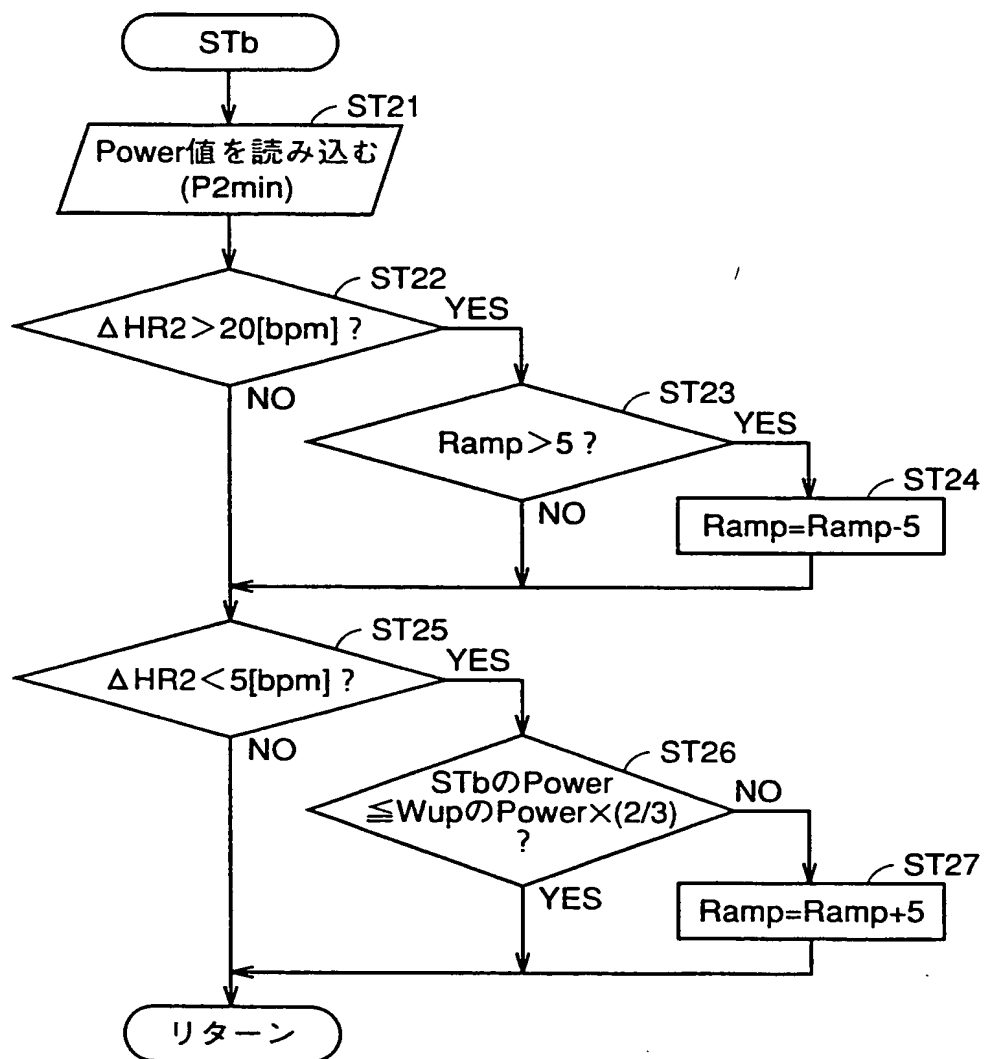 STb
ST21
Power値を読み込む
(P2min)
ST22
ΔHR2>20[bpm]?
YES
NO
ST23
Ramp>5?
YES
NO
ST24
Ramp=Ramp-5
ST25
ΔHR2<5[bpm]?
YES
NO
ST26
STbのPower
≦WupのPower×(2/3)
?
NO
YES
ST27
Ramp=Ramp+5
リターン